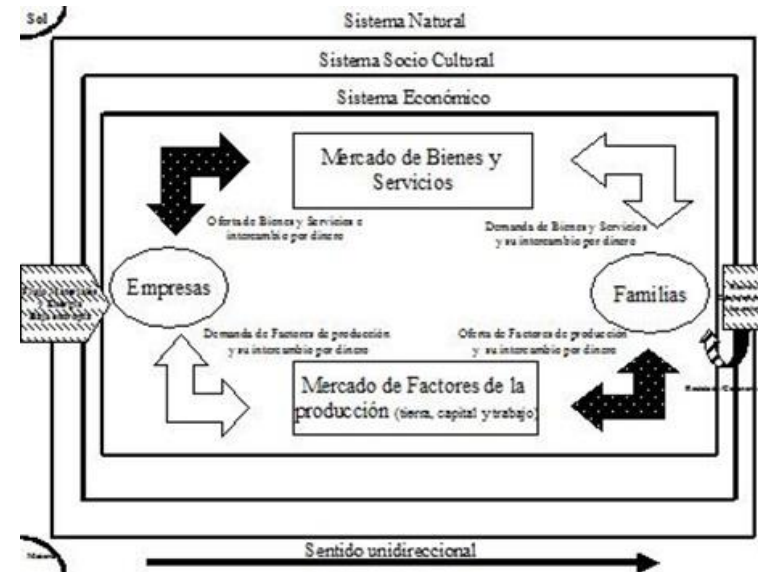 Sol
Sistema Natural
Sistema Socio Cultural
Sistema Económico
Mercado de Bienes y
Servicios
Oferta de Bienes y Servicios e
intercambio por dinero
Demanda de Bienes y Servicios
y su intercambio por dinero
Empresas
Familias
Demanda de Factores de producción
y su intercambio por dinero
Oferta de Factores de producción
y su intercambio por dinero
Mercado de Factores de la
producción (tierra, capital y trabajo)
Sentido unidireccional